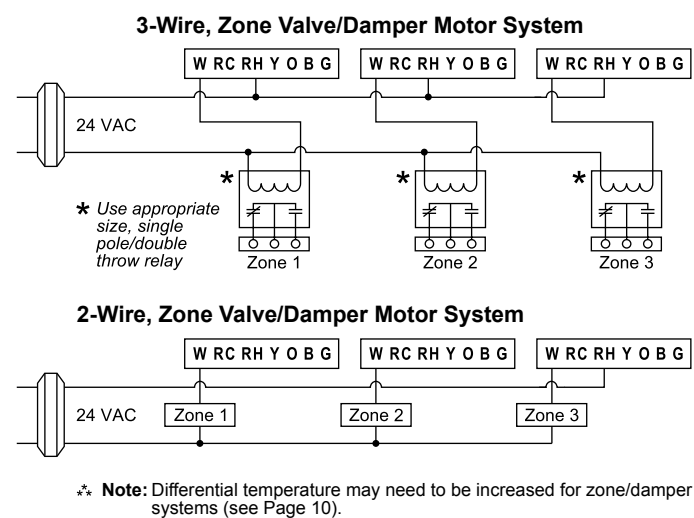 3-Wire, Zone Valve/Damper Motor System
W RC RH Y O B G
W RC RH Y O B G
W RC RH Y O B G
24 VAC
* Use appropriate
size, single
pole/double
throw relay
*
*
*
Zone 1
Zone 2
Zone 3
2-Wire, Zone Valve/Damper Motor System
W RC RH Y O B G
W RC RH Y O B G
W RC RH Y O B G
24 VAC
Zone 1
Zone 2
Zone 3
⁂ Note: Differential temperature may need to be increased for zone/damper
systems (see Page 10).